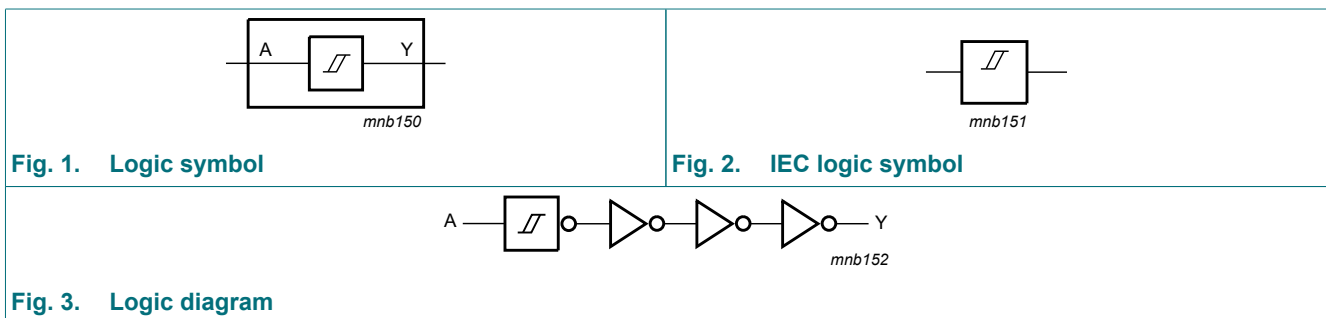 A Y
mnb150
Fig. 1. Logic symbol
mnb151
Fig. 2. IEC logic symbol
A Y
mnb152
Fig. 3. Logic diagram